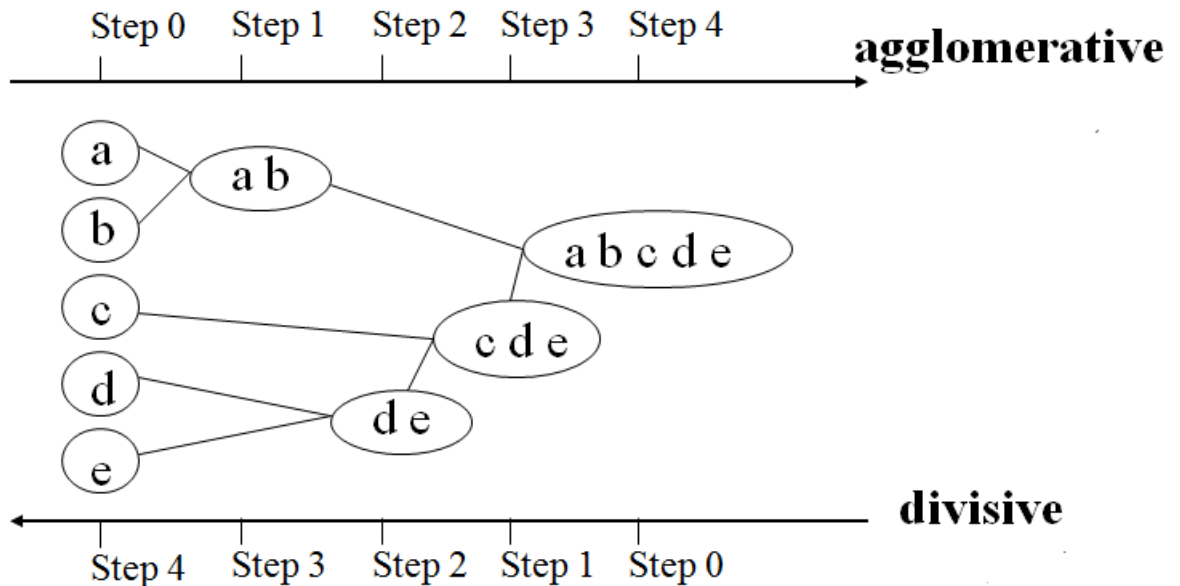 Step 0 Step 1 Step 2 Step 3 Step 4
agglomerative
a
a b
b
a b c d e
c
c d e
d
d e
e
divisive
Step 4 Step 3 Step 2 Step 1 Step 0